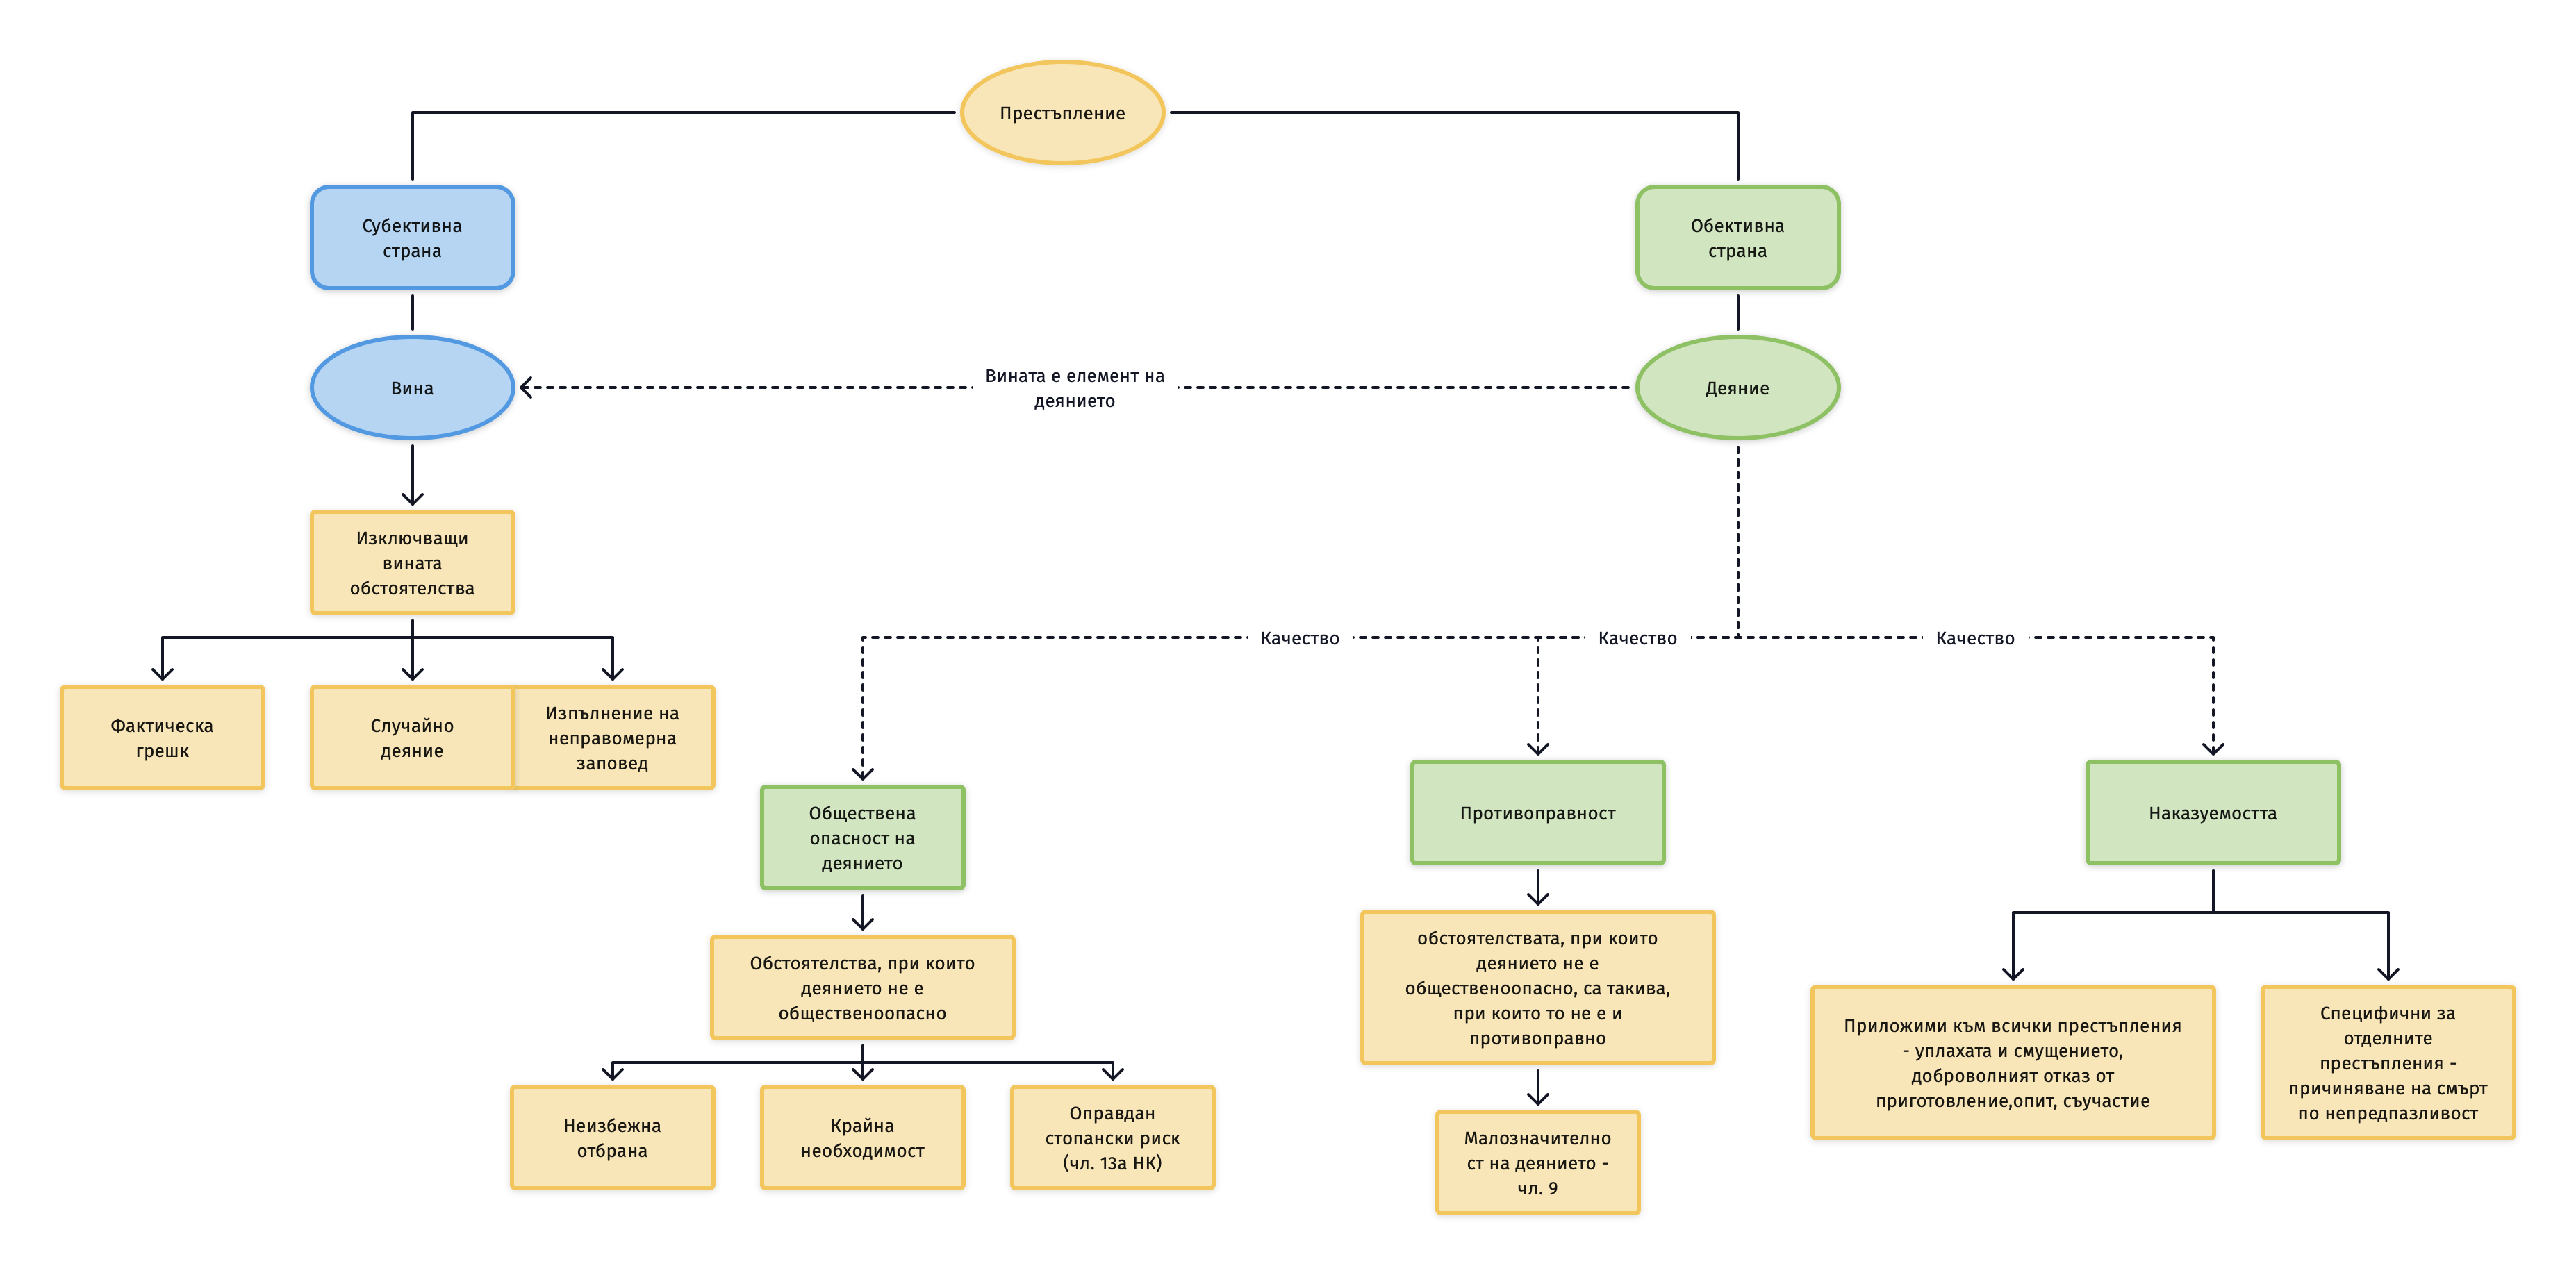 Престъпление
Субективна
страна
Обективна
страна
Вина
Вината е елемент на
деянието
Деяние
Изключващи
вината
обстоятелства
Качество
Качество
Качество
Фактическа
грешк
Случайно
деяние
Изпълнение на
неправомерна
заповед
Обществена
опасност на
деянието
Противоправност
Наказуемостта
Обстоятелства, при които
деянието не е
общественоопасно
обстоятелствата, при които
деянието не е
общественоопасно, са такива,
при които то не е и
противоправно
Приложими към всички престъпления
- уплахата и смущението,
доброволният отказ от
приготовление,опит, съучастие
Специфични за
отделните
престъпления -
причиняване на смърт
по непредпазливост
Неизбежна
отбрана
Крайна
необходимост
Оправдан
стопански риск
(чл. 13а НК)
Малозначително
ст на деянието -
чл. 9